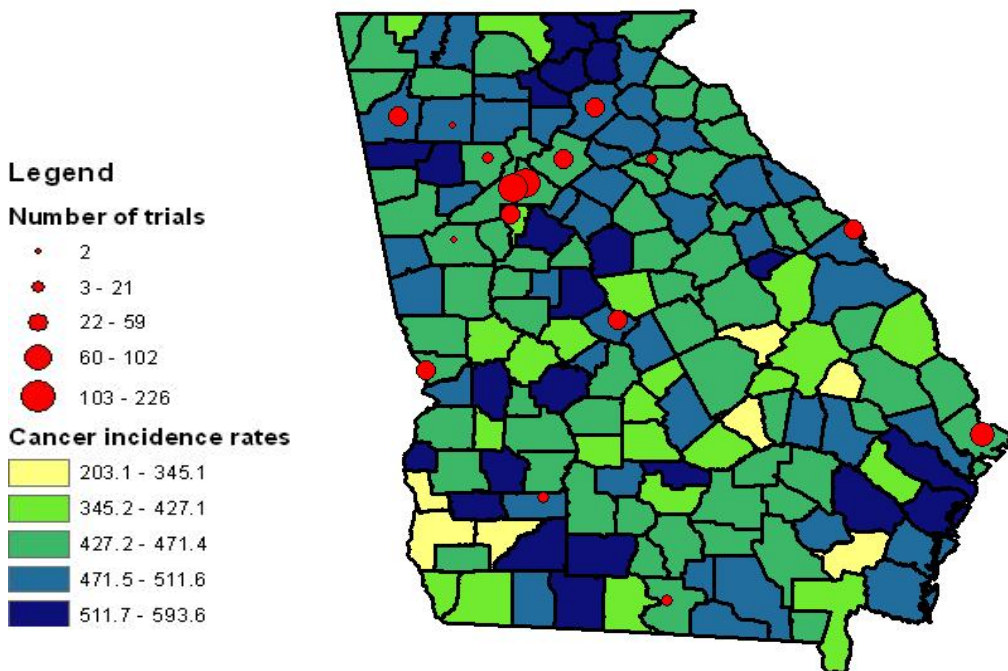 Legend
Number of trials
2
3 - 21
22 - 59
60 - 102
103 - 226
Cancer incidence rates
203.1 - 345.1
345.2 - 427.1
427.2 - 471.4
471.5 - 511.6
511.7 - 593.6